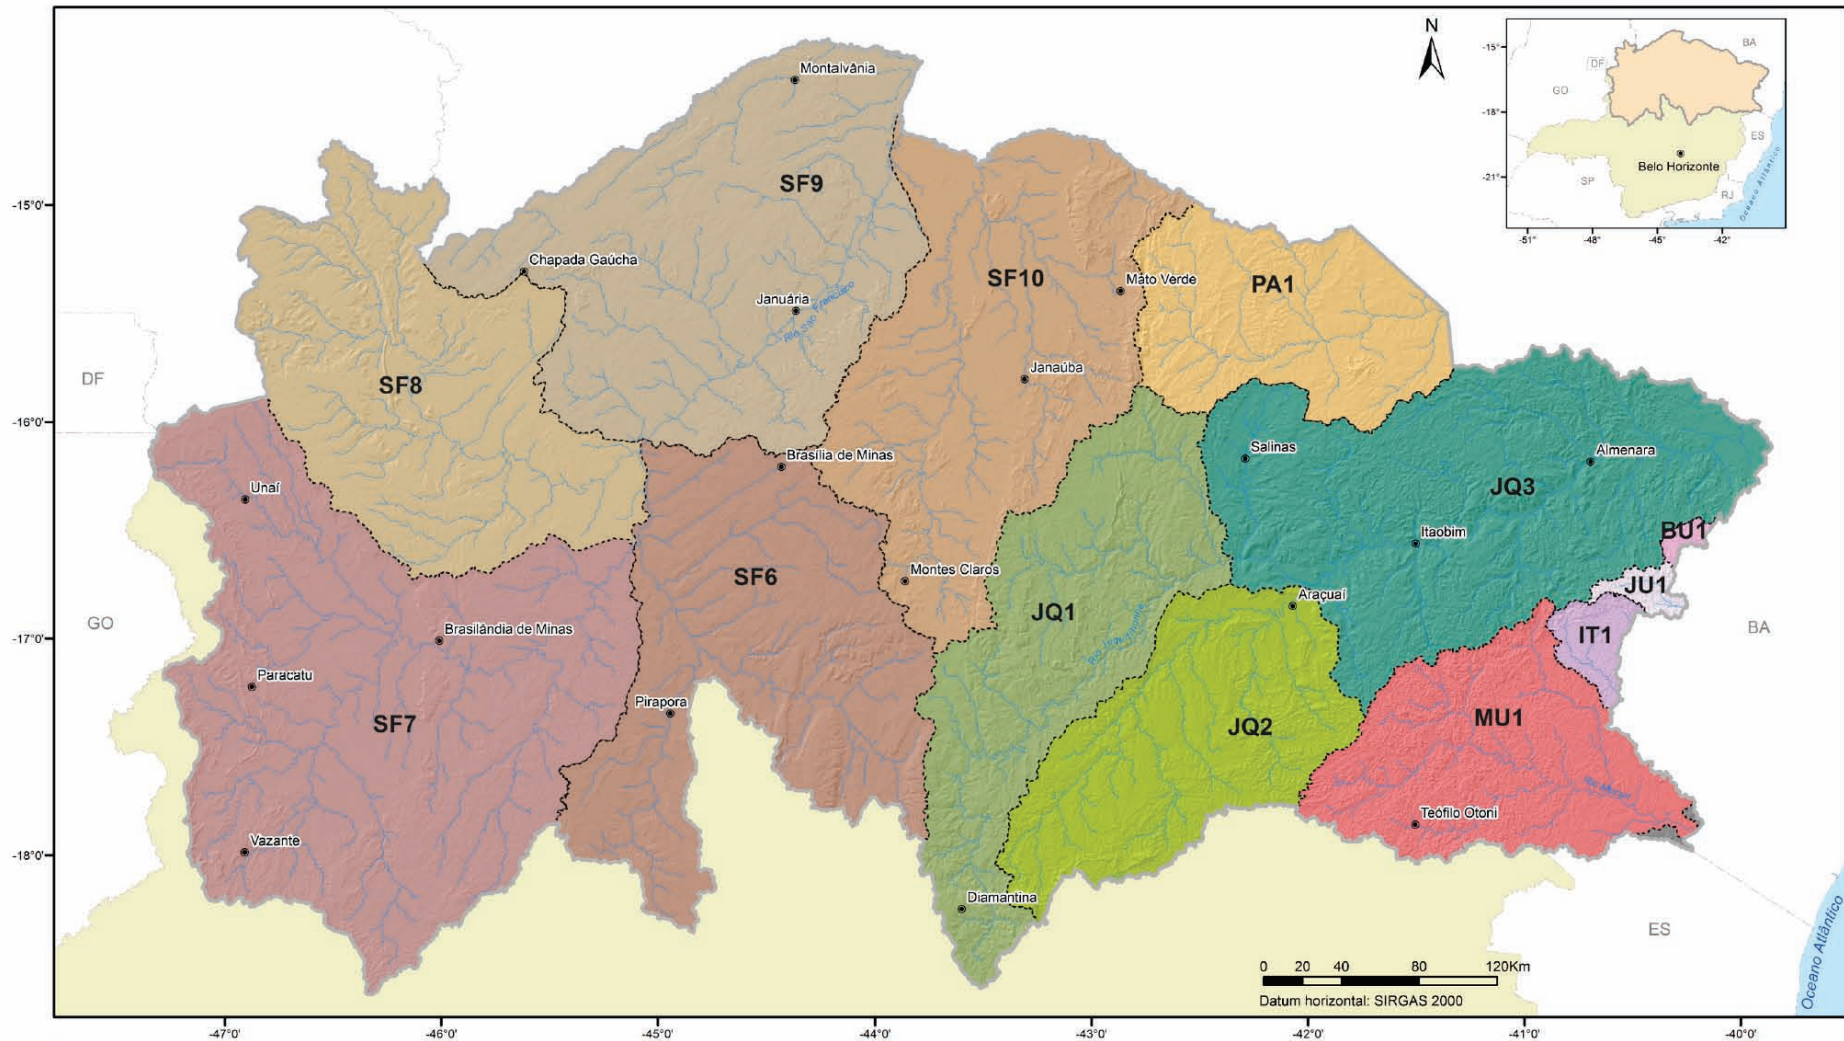 N
-15°
-18°
-21°
-51°
-48°
-45°
-42°
DF
GO
BA
ES
SP
RJ
Belo Horizonte
Oceano Atlântico
Montalvânia
SF9
-15°0'
Chapada Gaúcha
Januária
Rio São Francisco
SF10
Mato Verde
PA1
Janaúba
DF
SF8
-16°0'
Brasília de Minas
Salinas
Almenara
Unaí
JQ3
Itaobim
BU1
SF6
Montes Claros
JU1
Araçuaí
JQ1
GO
-17°0'
Brasilândia de Minas
IT1
BA
Paracatu
Pirapora
SF7
JQ2
MU1
Teófilo Otoni
Vazante
-18°0'
Diamantina
ES
Oceano Atlântico
0 20 40 80 120Km
Datum horizontal: SIRGAS 2000
-47°0'
-46°0'
-45°0'
-44°0'
-43°0'
-42°0'
-41°0'
-40°0'